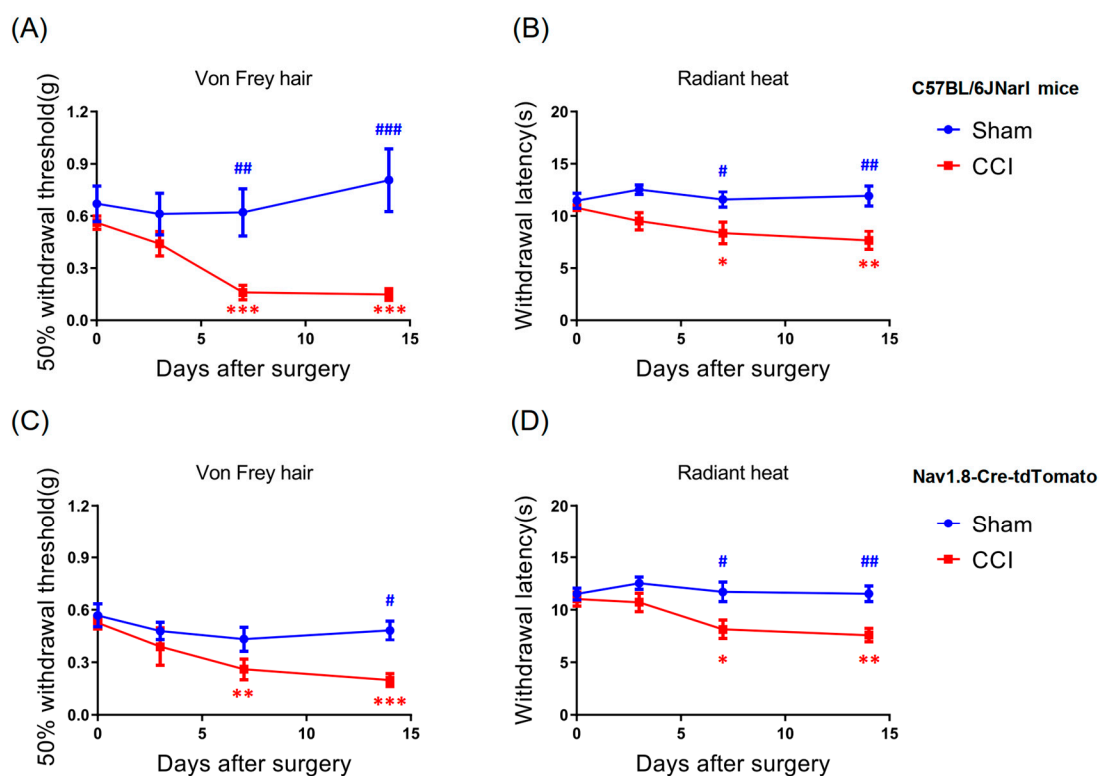 (A)
Von Frey hair
50% withdrawal threshold(g)
1.2
0.9
0.6
0.3
0.0
##
###
***
***
0
5
10
15
Days after surgery
(B)
Radiant heat
Withdrawal latency(s)
20
15
10
5
0
#
##
*
**
0
5
10
15
Days after surgery
C57BL/6JNarl mice
Sham
CCI
(C)
Von Frey hair
50% withdrawal threshold(g)
1.2
0.9
0.6
0.3
0.0
#
**
***
0
5
10
15
Days after surgery
(D)
Radiant heat
Withdrawal latency(s)
20
15
10
5
0
#
##
*
**
0
5
10
15
Days after surgery
Nav1.8-Cre-tdTomato
Sham
CCI